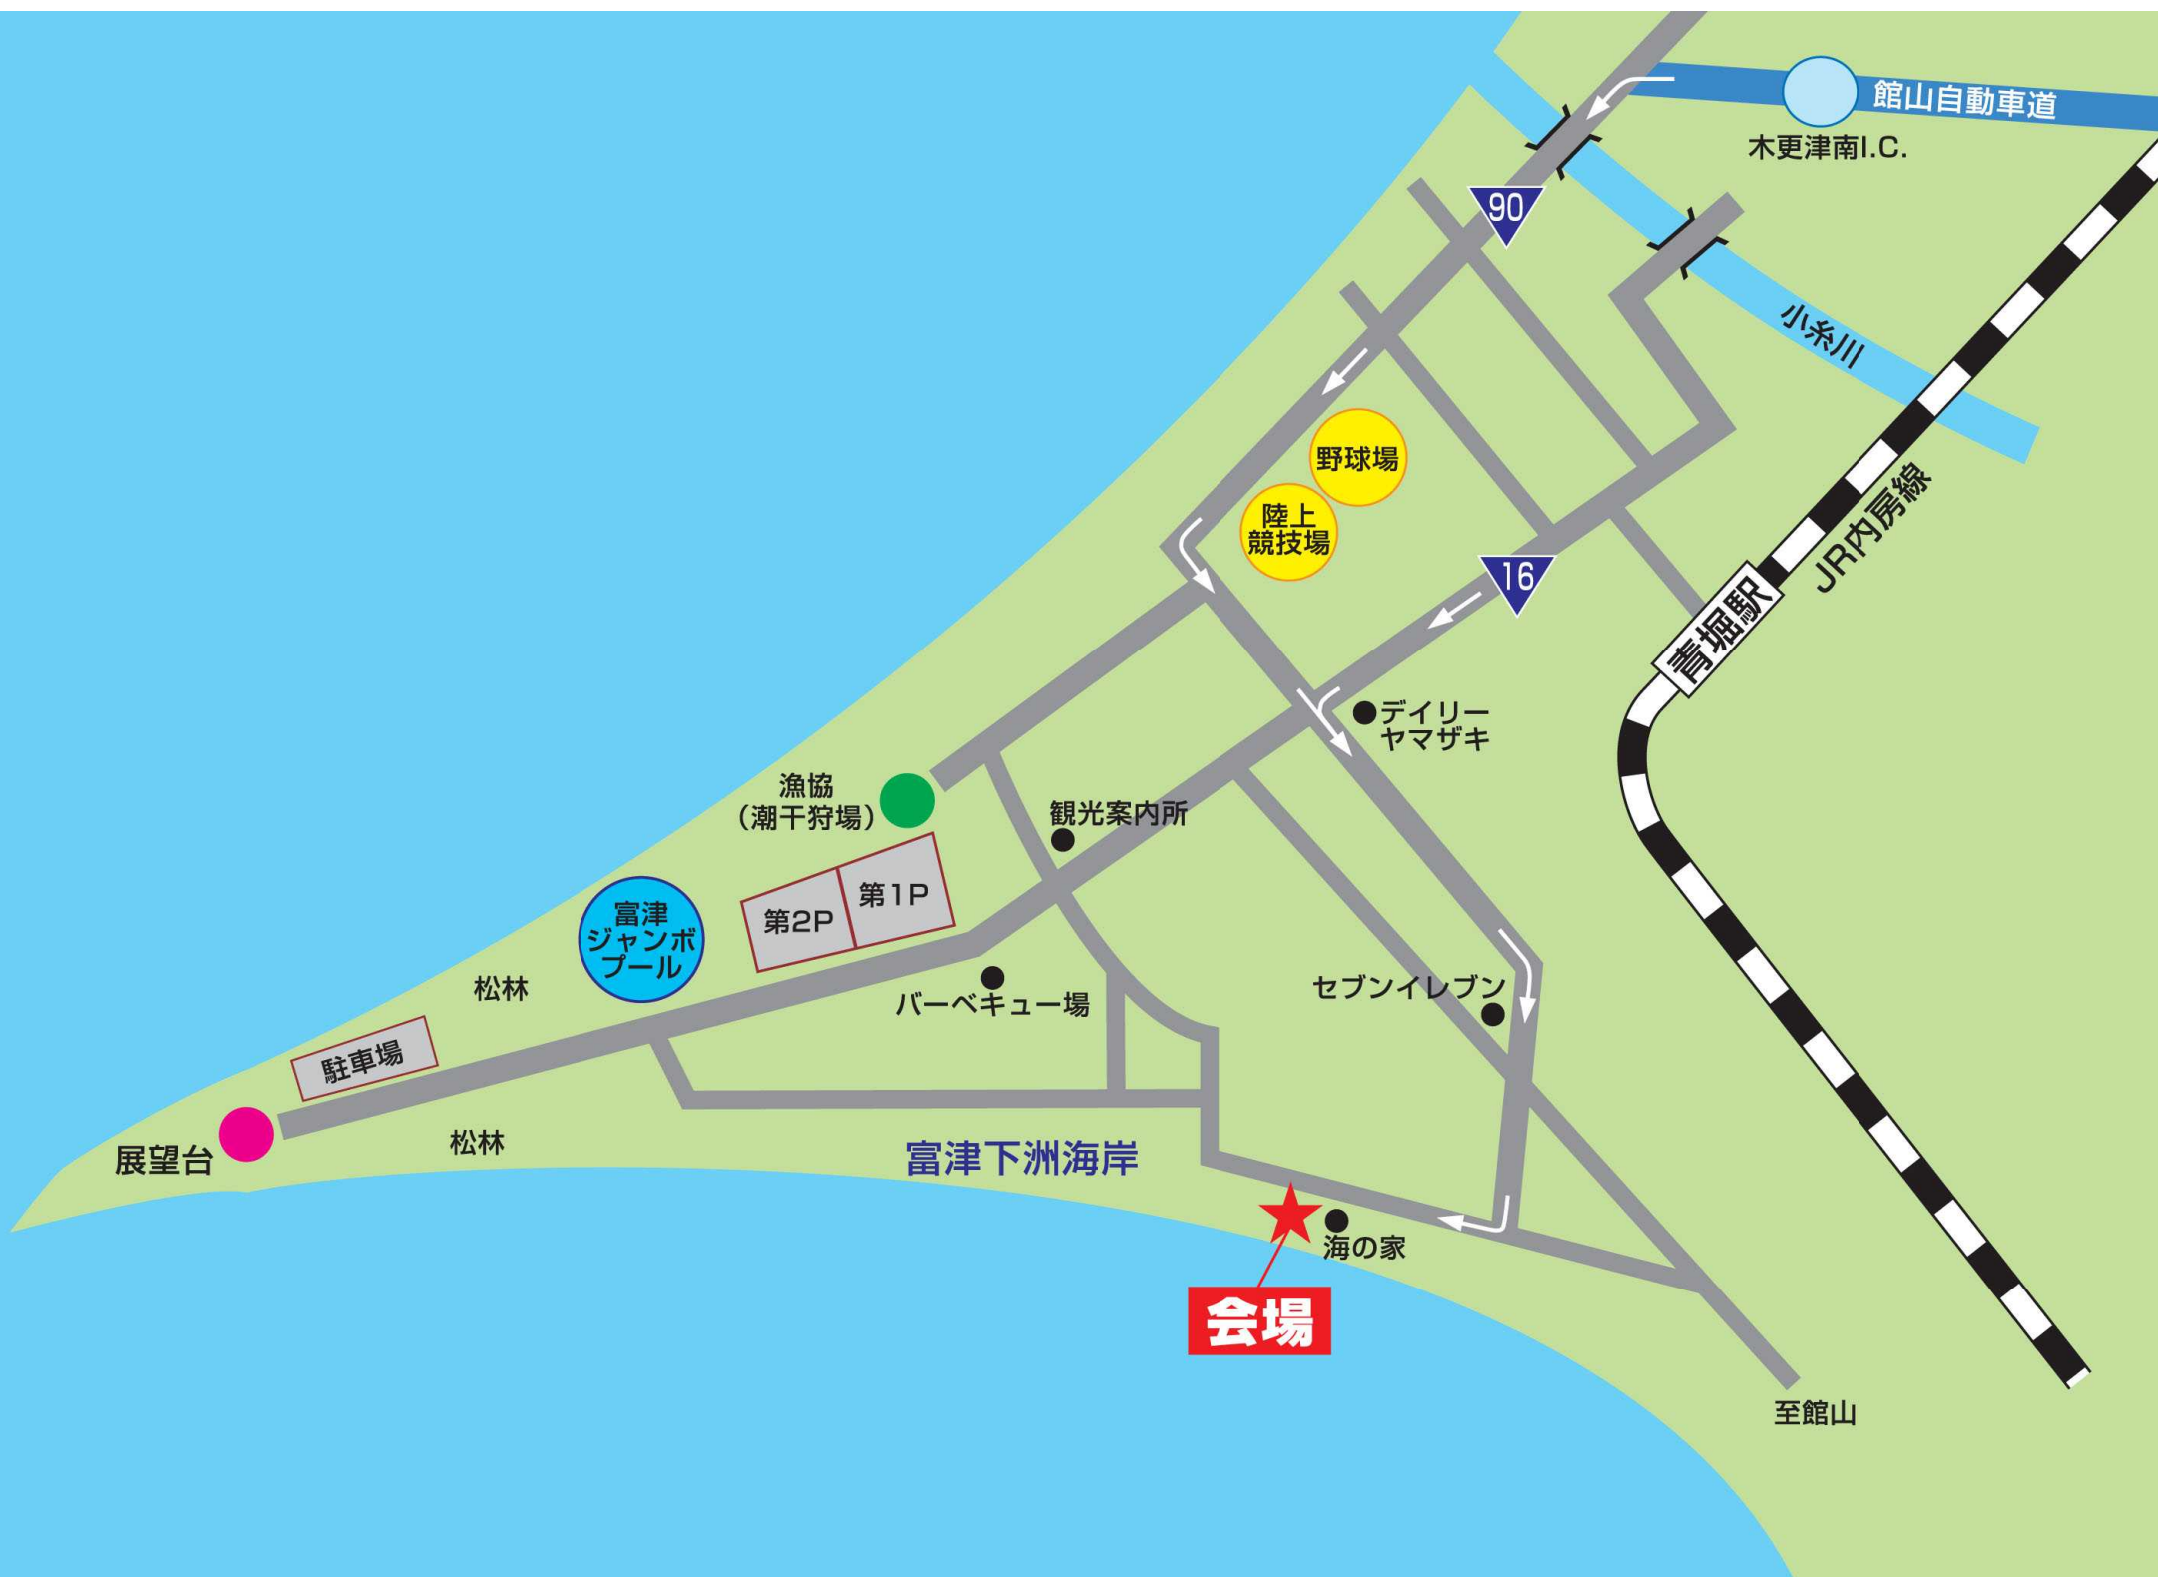 館山自動車道
木更津南I.C.
90
小糸川
野球場
陸上
競技場
JR内房線
16
青堀駅
デイリー
ヤマザキ
漁協
（潮干狩場）
観光案内所
第1P
第2P
富津
ジャンボ
プール
松林
バーベキュー場
セブンイレブン
駐車場
松林
展望台
富津下洲海岸
海の家
会場
至館山